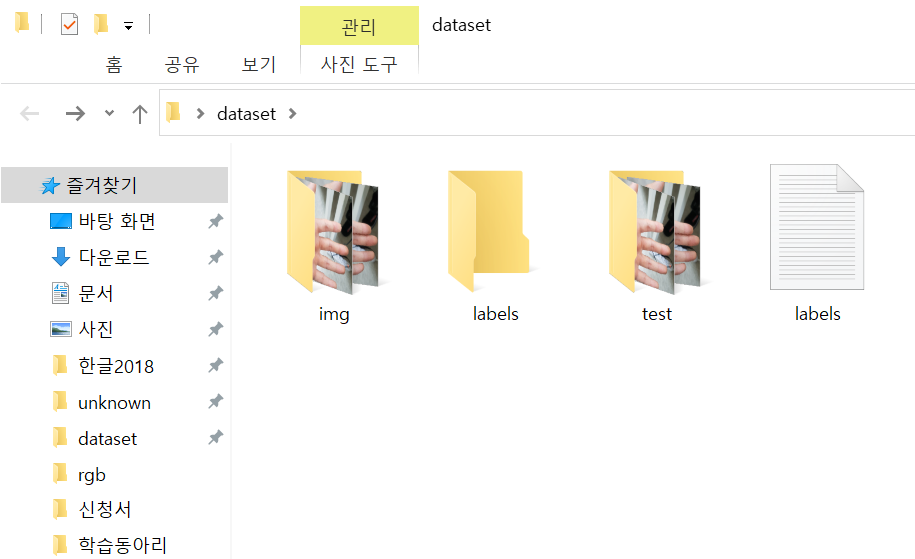 관리
dataset
홈
공유
보기
사진 도구
dataset
즐겨찾기
바탕 화면
다운로드
문서
사진
한글2018
unknown
dataset
rgb
신청서
학습동아리
img
labels
test
labels